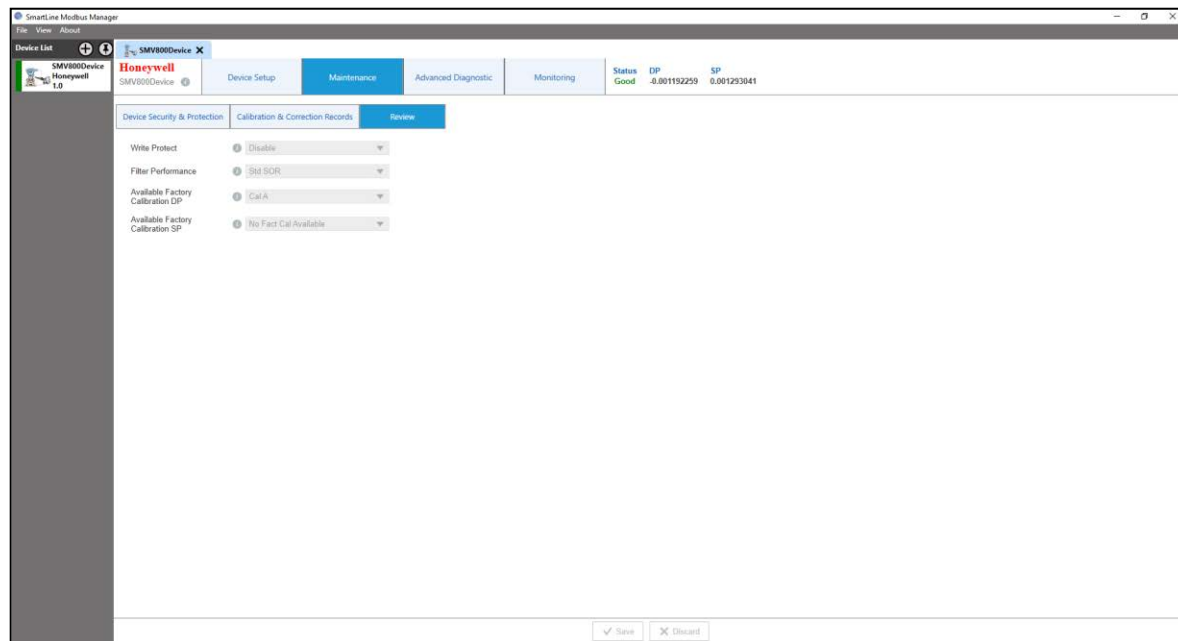 SmartLine Modbus Manager
File View About
Device List
SMV800Device
SMV800Device
Honeywell
1.0
Honeywell
SMV800Device
Device Setup
Maintenance
Advanced Diagnostic
Monitoring
Status DP SP
Good -0.001192259 0.001293041
Device Security & Protection
Calibration & Correction Records
Review
Write Protect
Disable
Filter Performance
Std SOR
Available Factory
Calibration DP
Cal A
Available Factory
Calibration SP
No Fact Cal Available
Save
Discard